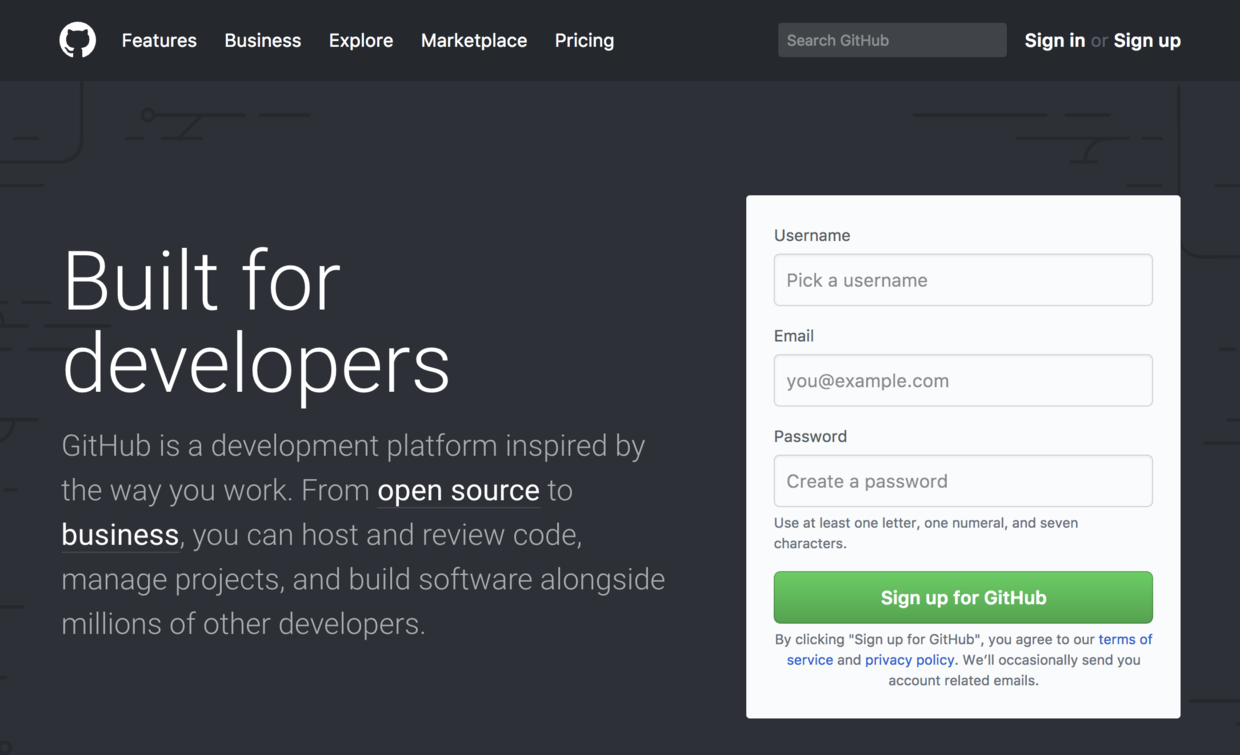 Features Business Explore Marketplace Pricing Search GitHub Sign in or Sign up
Built for
developers
GitHub is a development platform inspired by
the way you work. From open source to
business, you can host and review code,
manage projects, and build software alongside
millions of other developers.
Username
Pick a username
Email
you@example.com
Password
Create a password
Use at least one letter, one numeral, and seven
characters.
Sign up for GitHub
By clicking "Sign up for GitHub", you agree to our terms of
service and privacy policy. We’ll occasionally send you
account related emails.